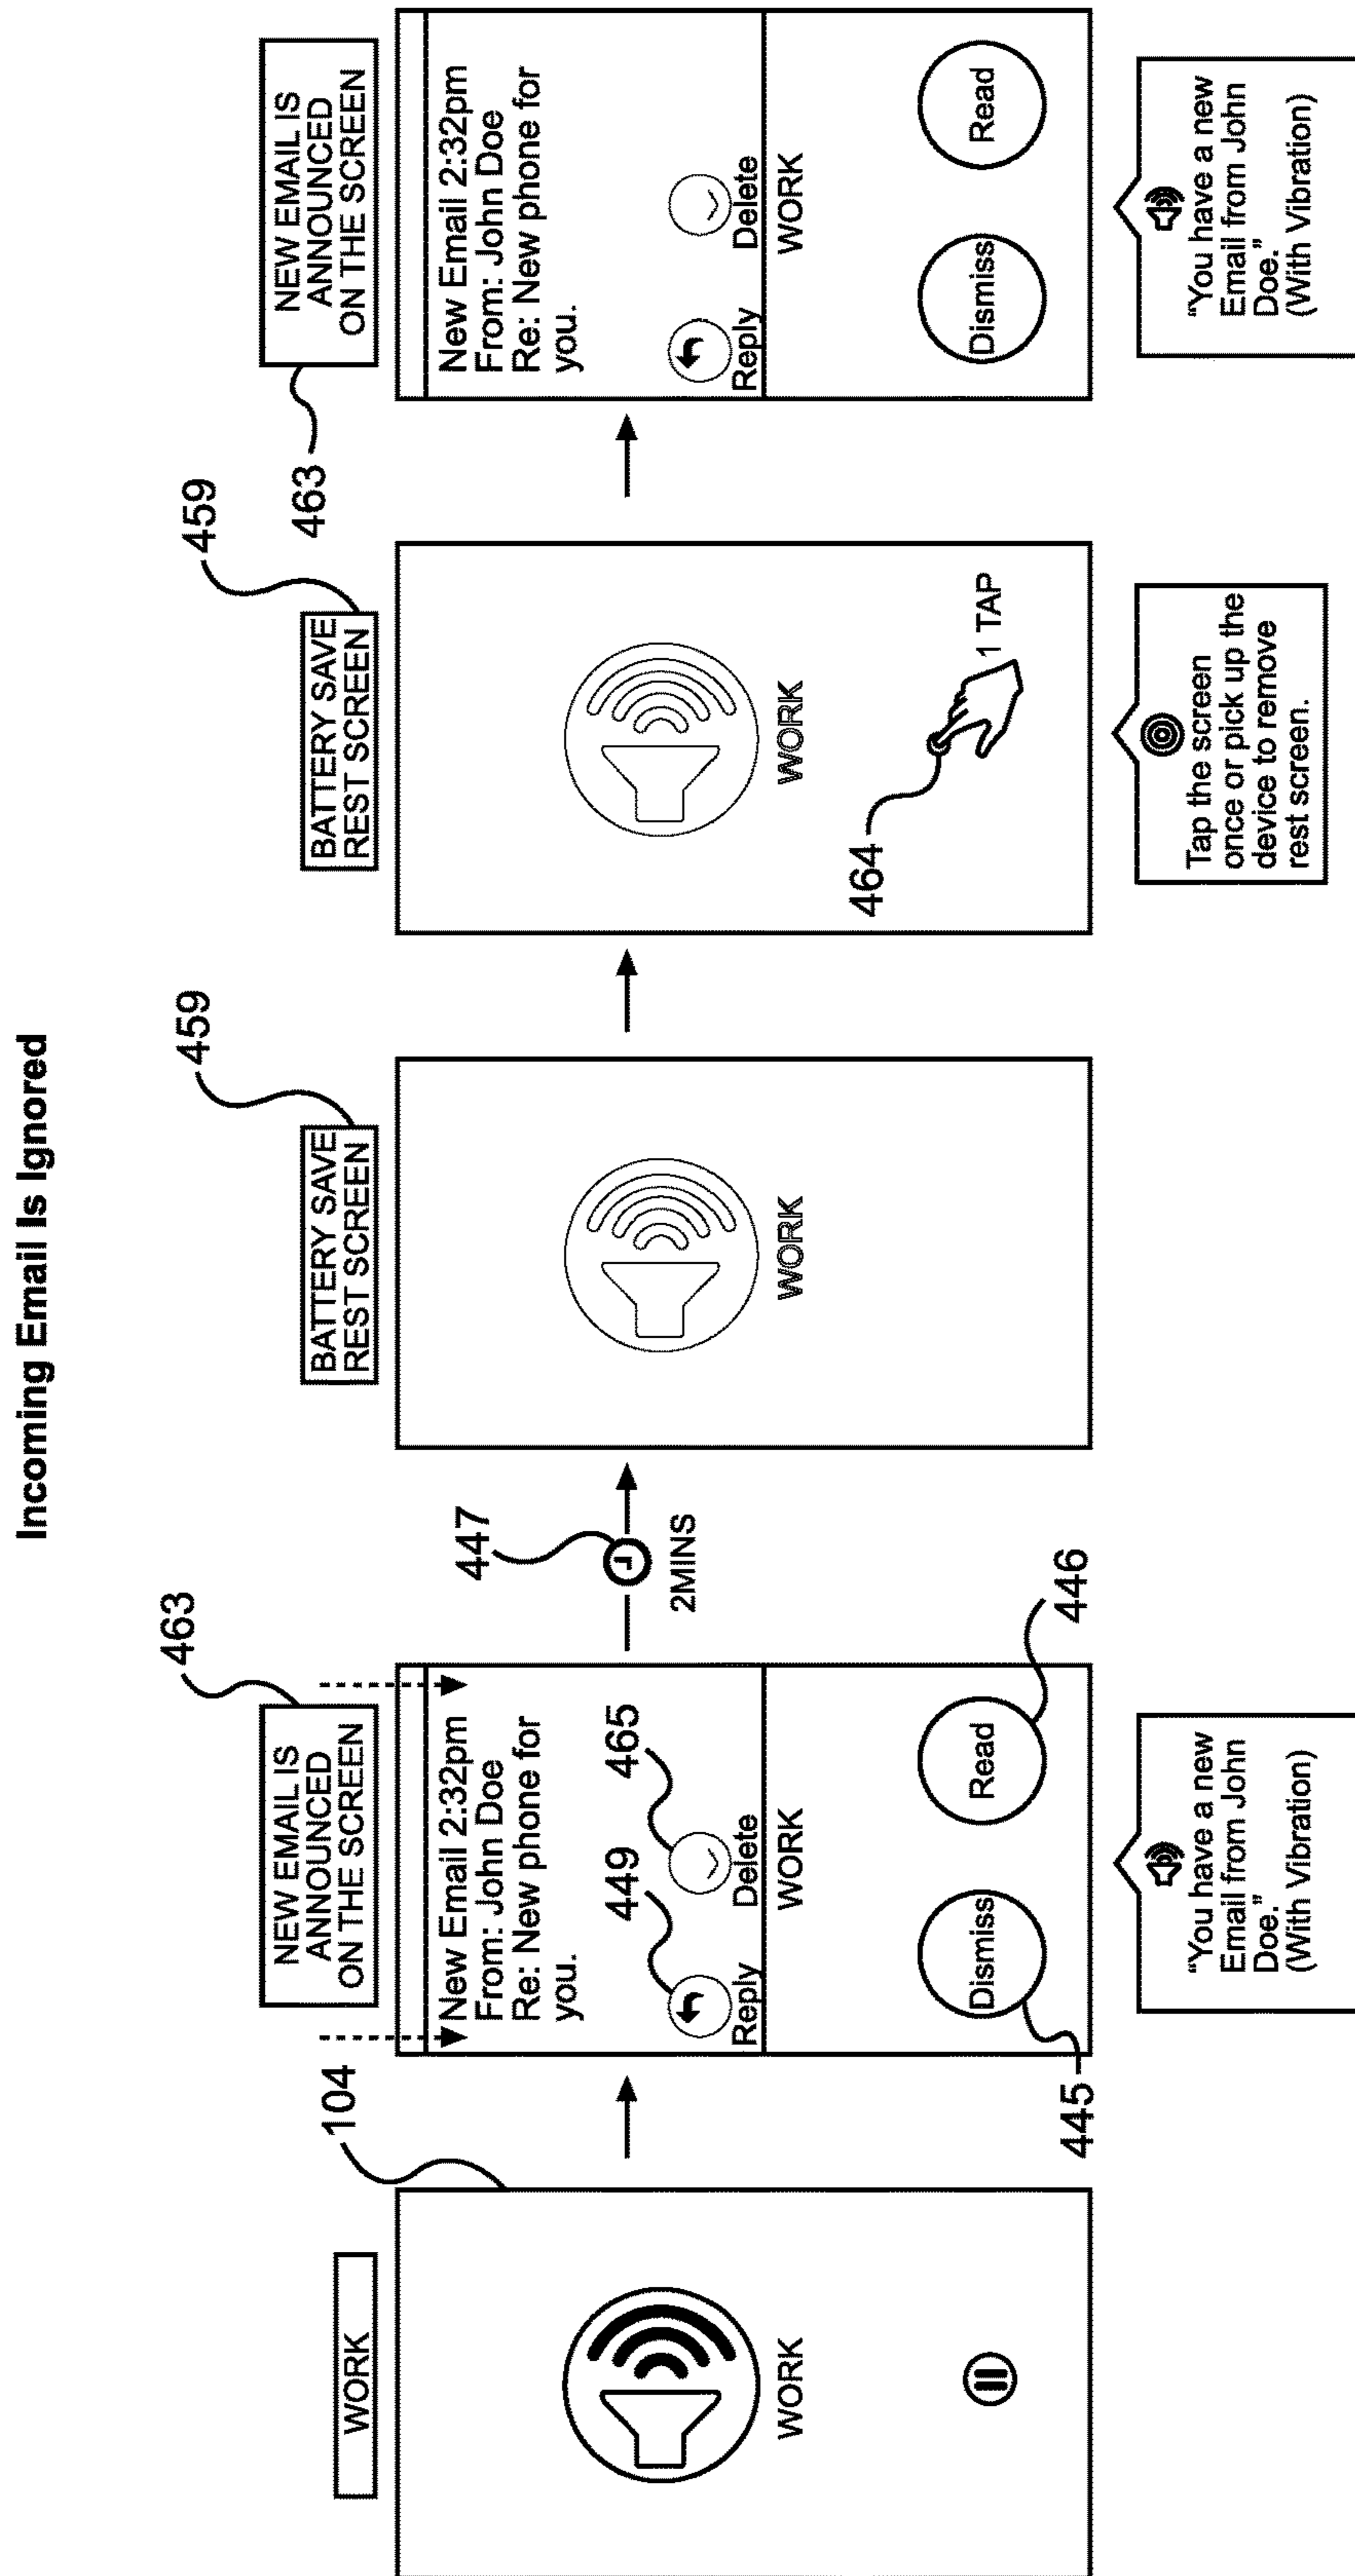 Incoming Email Is Ignored
WORK
104
WORK
NEW EMAIL IS
ANNOUNCED
ON THE SCREEN
463
New Email 2:32pm
From: John Doe
Re: New phone for
you.
449
465
Reply
Delete
WORK
Dismiss
Read
445
446
"You have a new
Email from John
Doe."
(With Vibration)
447
2MINS
BATTERY SAVE
REST SCREEN
459
WORK
BATTERY SAVE
REST SCREEN
459
WORK
464
1 TAP
Tap the screen
once or pick up the
device to remove
rest screen.
NEW EMAIL IS
ANNOUNCED
ON THE SCREEN
463
New Email 2:32pm
From: John Doe
Re: New phone for
you.
Reply
Delete
WORK
Dismiss
Read
"You have a new
Email from John
Doe."
(With Vibration)